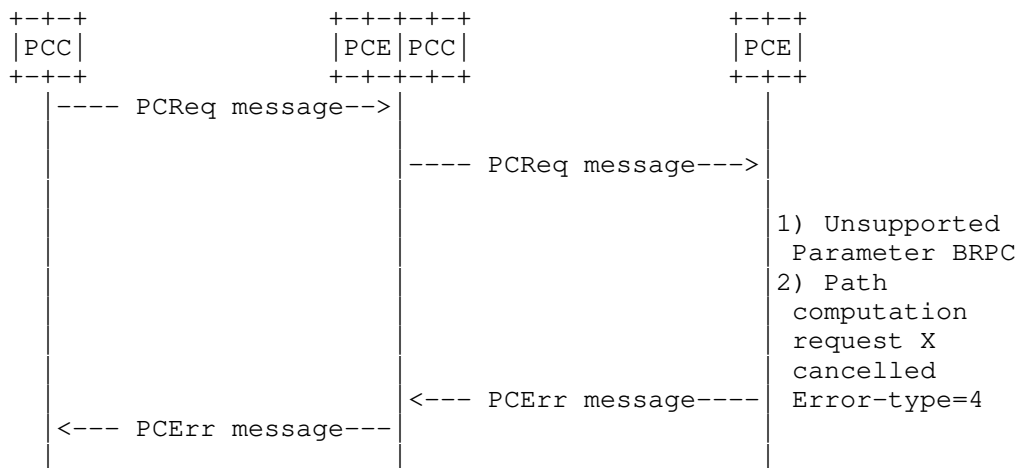 +-+-+ +-+-+-+-+ +-+-+
|PCC| |PCE|PCC| |PCE|
+-+-+ +-+-+-+-+ +-+-+
|---- PCReq message-->|
|---- PCReq message--->|
1) Unsupported
Parameter BRPC
2) Path
computation
request X
cancelled
<--- PCErr message----| Error-type=4
<--- PCErr message---|